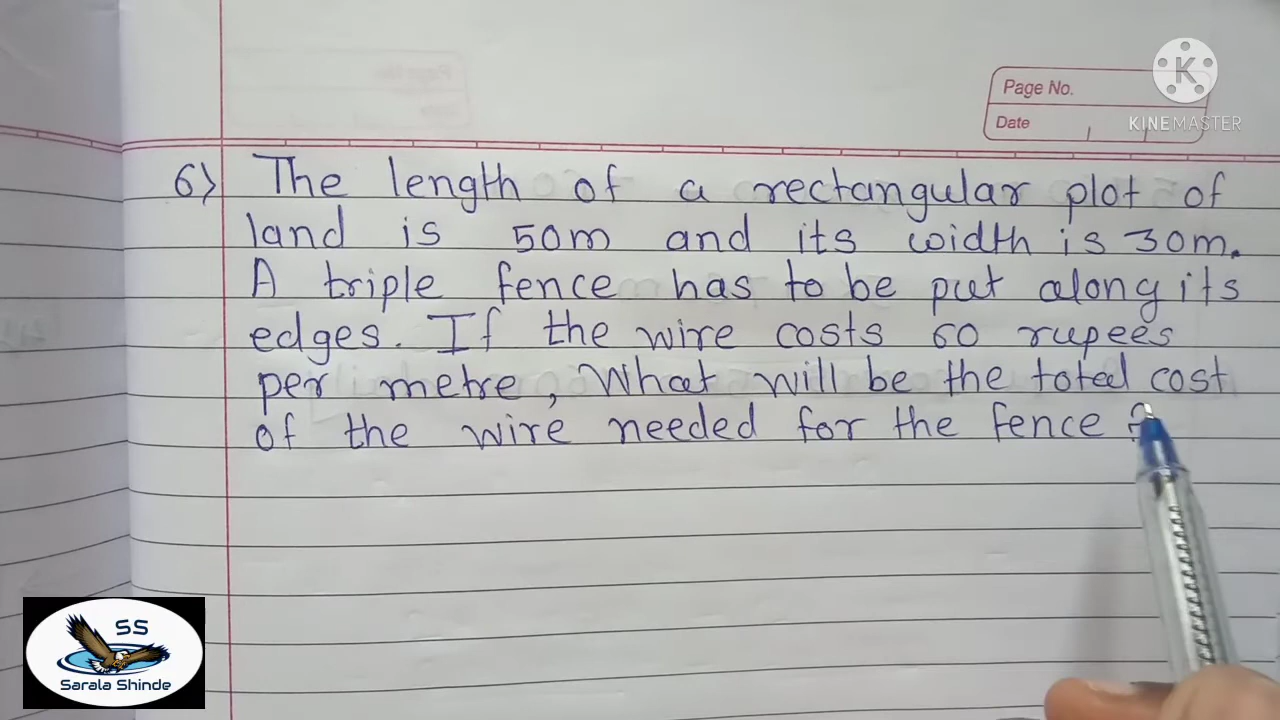 Page No.
Date
KINEMASTER
6) The length of a rectangular plot of
land is 50m and its width is 30m.
A triple fence has to be put along its
edges. If the wire costs 60 rupees
per metre, What will be the total cost
of the wire needed for the fence ?
SS
Sarala Shinde